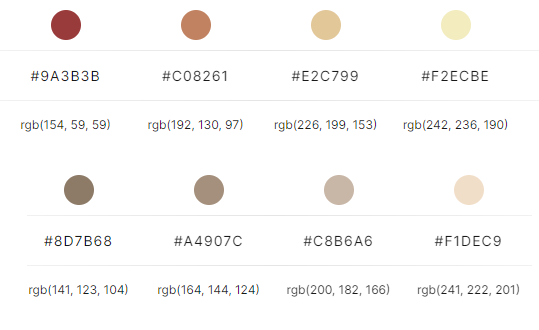 #9A3B3B #C08261 #E2C799 #F2ECBE
rgb(154, 59, 59) rgb(192, 130, 97) rgb(226, 199, 153) rgb(242, 236, 190)
#8D7B68 #A4907C #C8B6A6 #F1DEC9
rgb(141, 123, 104) rgb(164, 144, 124) rgb(200, 182, 166) rgb(241, 222, 201)